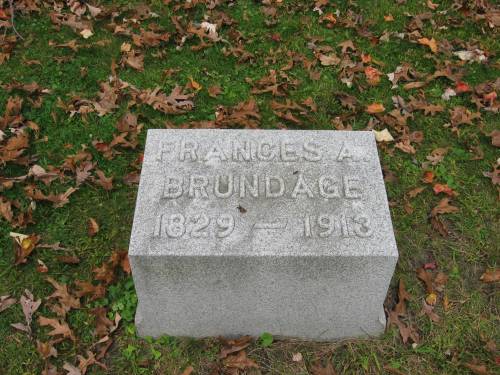 FRANCES A.
BRUNDAGE
1829 — 1913